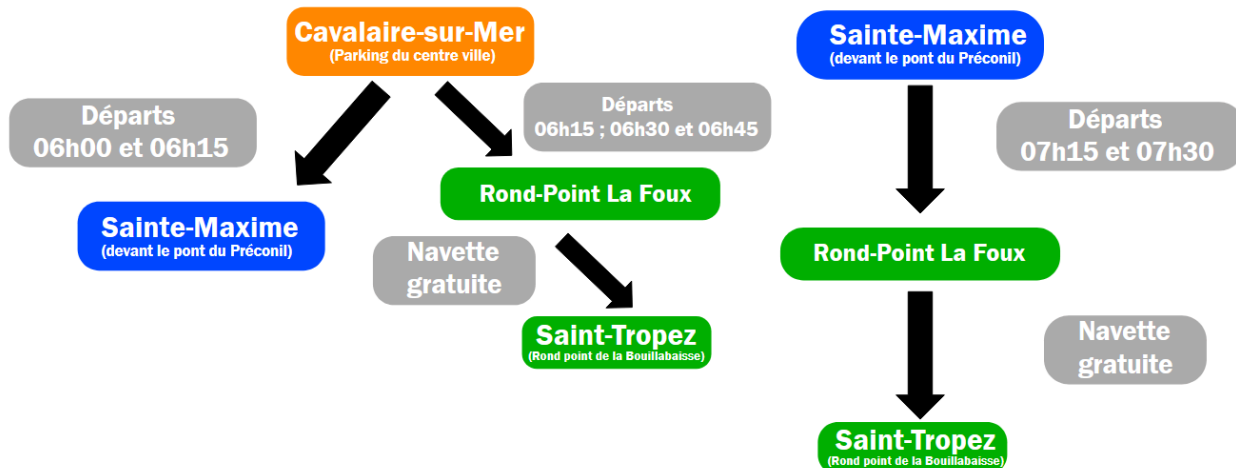 Cavalaire-sur-Mer
(Parking du centre ville)
Départs
06h00 et 06h15
Départs
06h15 ; 06h30 et 06h45
Sainte-Maxime
(devant le pont du Préconil)
Rond-Point La Foux
Navette
gratuite
Saint-Tropez
(Rond point de la Bouillabaisse)
Sainte-Maxime
(devant le pont du Préconil)
Départs
07h15 et 07h30
Rond-Point La Foux
Navette
gratuite
Saint-Tropez
(Rond point de la Bouillabaisse)